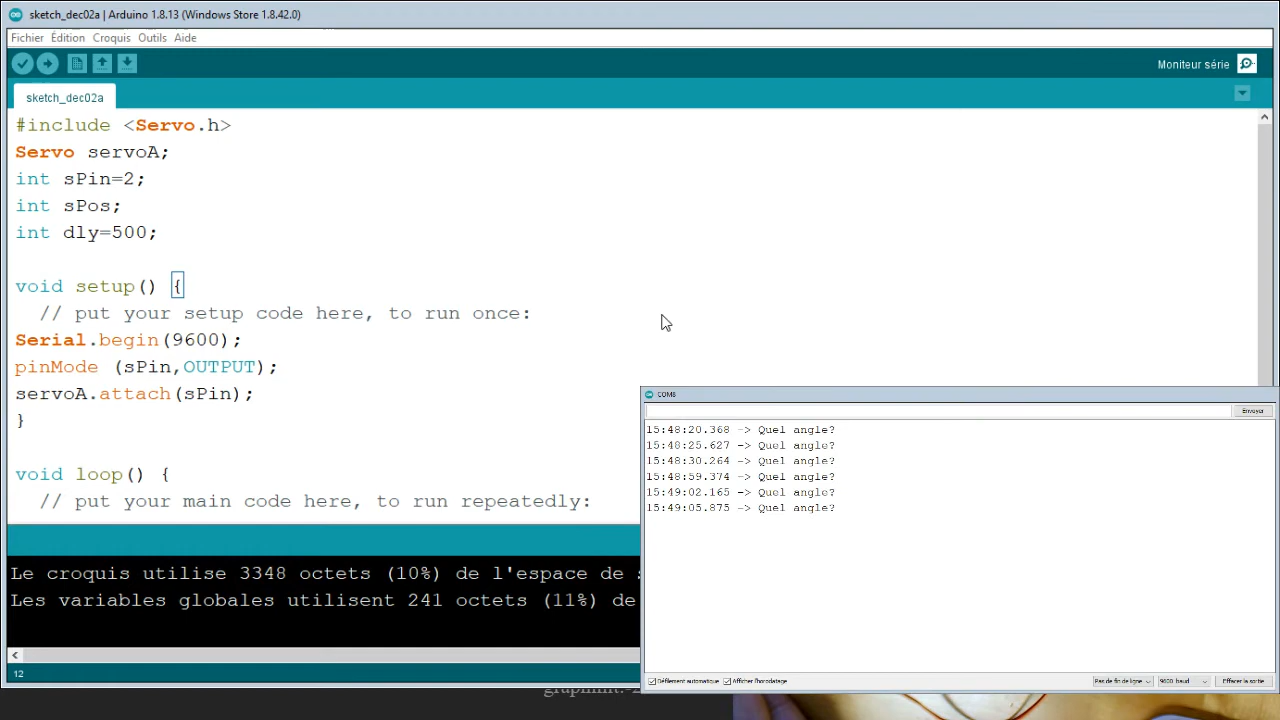 sketch_dec02a | Arduino 1.8.13 (Windows Store 1.8.42.0)
Fichier Édition Croquis Outils Aide
Moniteur série
sketch_dec02a
#include <Servo.h>
Servo servoA;
int sPin=2;
int sPos;
int dly=500;
void setup() {
// put your setup code here, to run once:
Serial.begin(9600);
pinMode (sPin,OUTPUT);
servoA.attach(sPin);
}
void loop() {
// put your main code here, to run repeatedly:
Le croquis utilise 3348 octets (10%) de l'espace de
Les variables globales utilisent 241 octets (11%) de
12
COM8
Envoyer
15:48:20.368 -> Quel angle?
15:48:25.627 -> Quel angle?
15:48:30.264 -> Quel angle?
15:48:59.374 -> Quel angle?
15:49:02.165 -> Quel angle?
15:49:05.875 -> Quel angle?
Défilement automatique Afficher l'horodatage Pas de fin de ligne 9600 baud Effacer la sortie